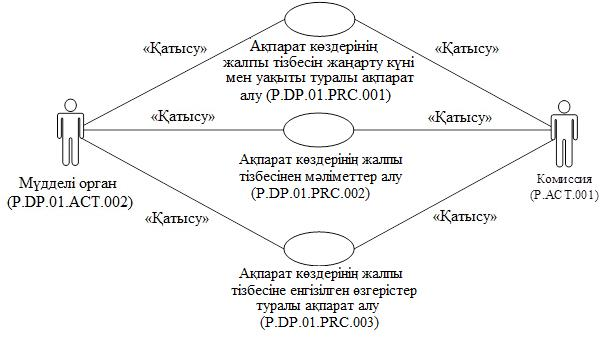 «Қатысу»
«Қатысу»
Ақпарат көздерінің
жалпы тізбесін жаңарту күні
мен уақыты туралы ақпарат
алу (P.DP.01.PRC.001)
«Қатысу»
«Қатысу»
Мүдделі орган
(P.DP.01.ACT.002)
Ақпарат көздерінің жалпы
тізбесінен мәліметтер алу
(P.DP.01.PRC.002)
Комиссия
(P.ACT.001)
«Қатысу»
«Қатысу»
Ақпарат көздерінің жалпы
тізбесіне енгізілген өзгерістер
туралы ақпарат алу
(P.DP.01.PRC.003)